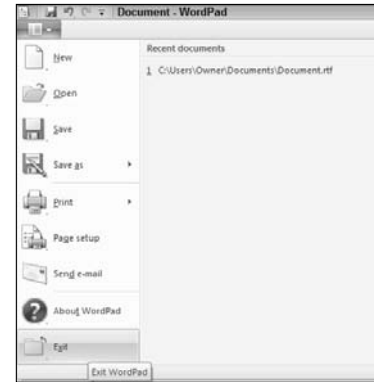 Document - WordPad
Recent documents
1 C:\Users\Owner\Documents\Document.rtf
New
Open
Save
Save as
Print
Page setup
Send e-mail
About WordPad
Exit
Exit WordPad